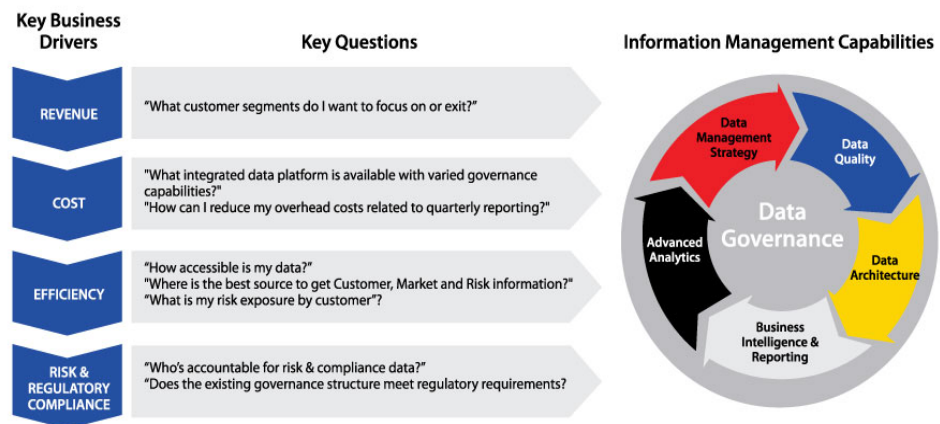 Key Business
Drivers
Key Questions
Information Management Capabilities
REVENUE
“What customer segments do I want to focus on or exit?”
COST
"What integrated data platform is available with varied governance
capabilities?"
"How can I reduce my overhead costs related to quarterly reporting?"
EFFICIENCY
“How accessible is my data?”
"Where is the best source to get Customer, Market and Risk information?"
“What is my risk exposure by customer”?
RISK &
REGULATORY
COMPLIANCE
“Who’s accountable for risk & compliance data?”
“Does the existing governance structure meet regulatory requirements?
Data
Management
Strategy
Data
Quality
Data
Architecture
Business
Intelligence &
Reporting
Advanced
Analytics
Data
Governance